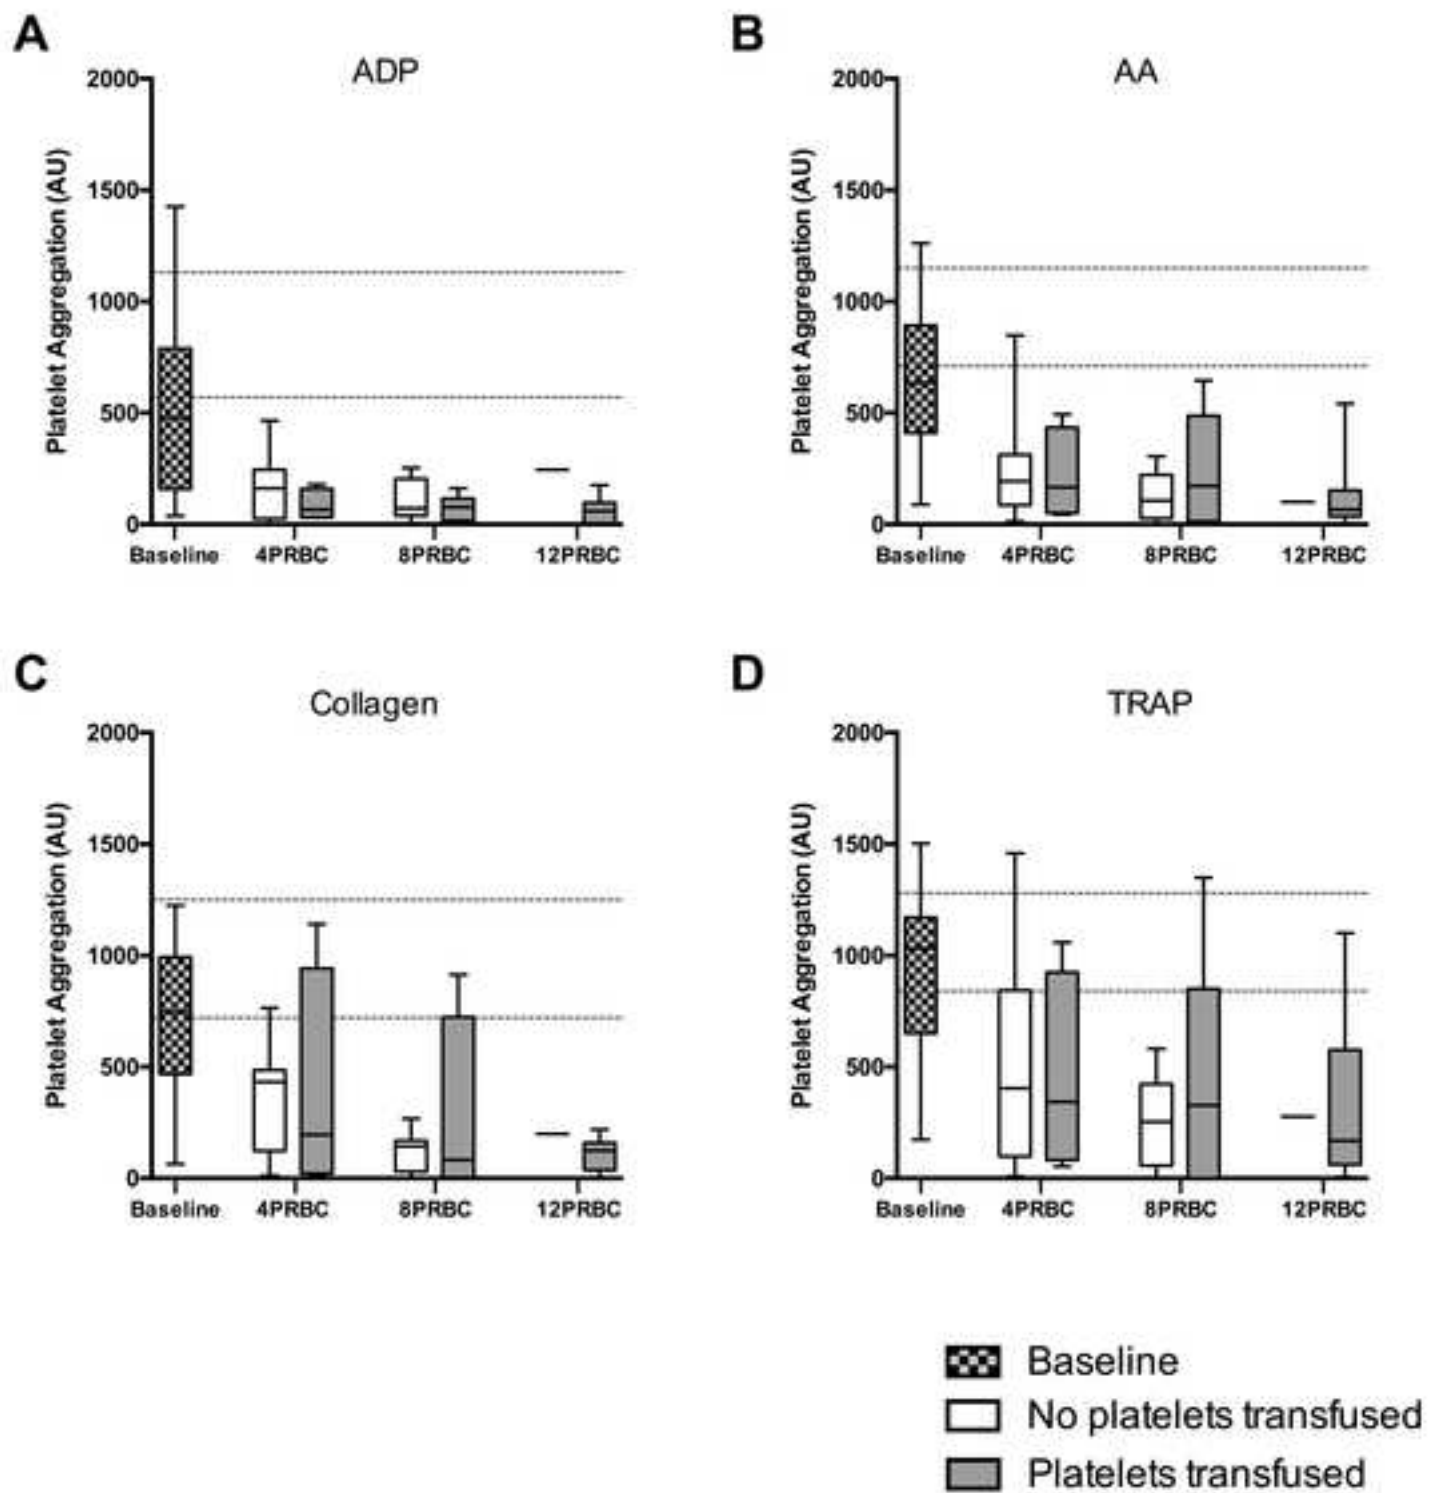 A
ADP
Platelet Aggregation (AU)
2000
1500
1000
500
0
Baseline 4PRBC 8PRBC 12PRBC
B
AA
Platelet Aggregation (AU)
2000
1500
1000
500
0
Baseline 4PRBC 8PRBC 12PRBC
C
Collagen
Platelet Aggregation (AU)
2000
1500
1000
500
0
Baseline 4PRBC 8PRBC 12PRBC
D
TRAP
Platelet Aggregation (AU)
2000
1500
1000
500
0
Baseline 4PRBC 8PRBC 12PRBC
Baseline
No platelets transfused
Platelets transfused